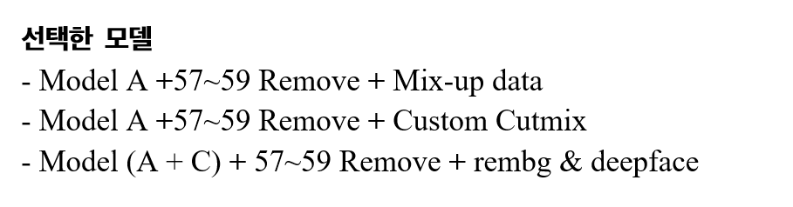 선택한 모델
- Model A +57~59 Remove + Mix-up data
- Model A +57~59 Remove + Custom Cutmix
- Model (A + C) + 57~59 Remove + rembg & deepface